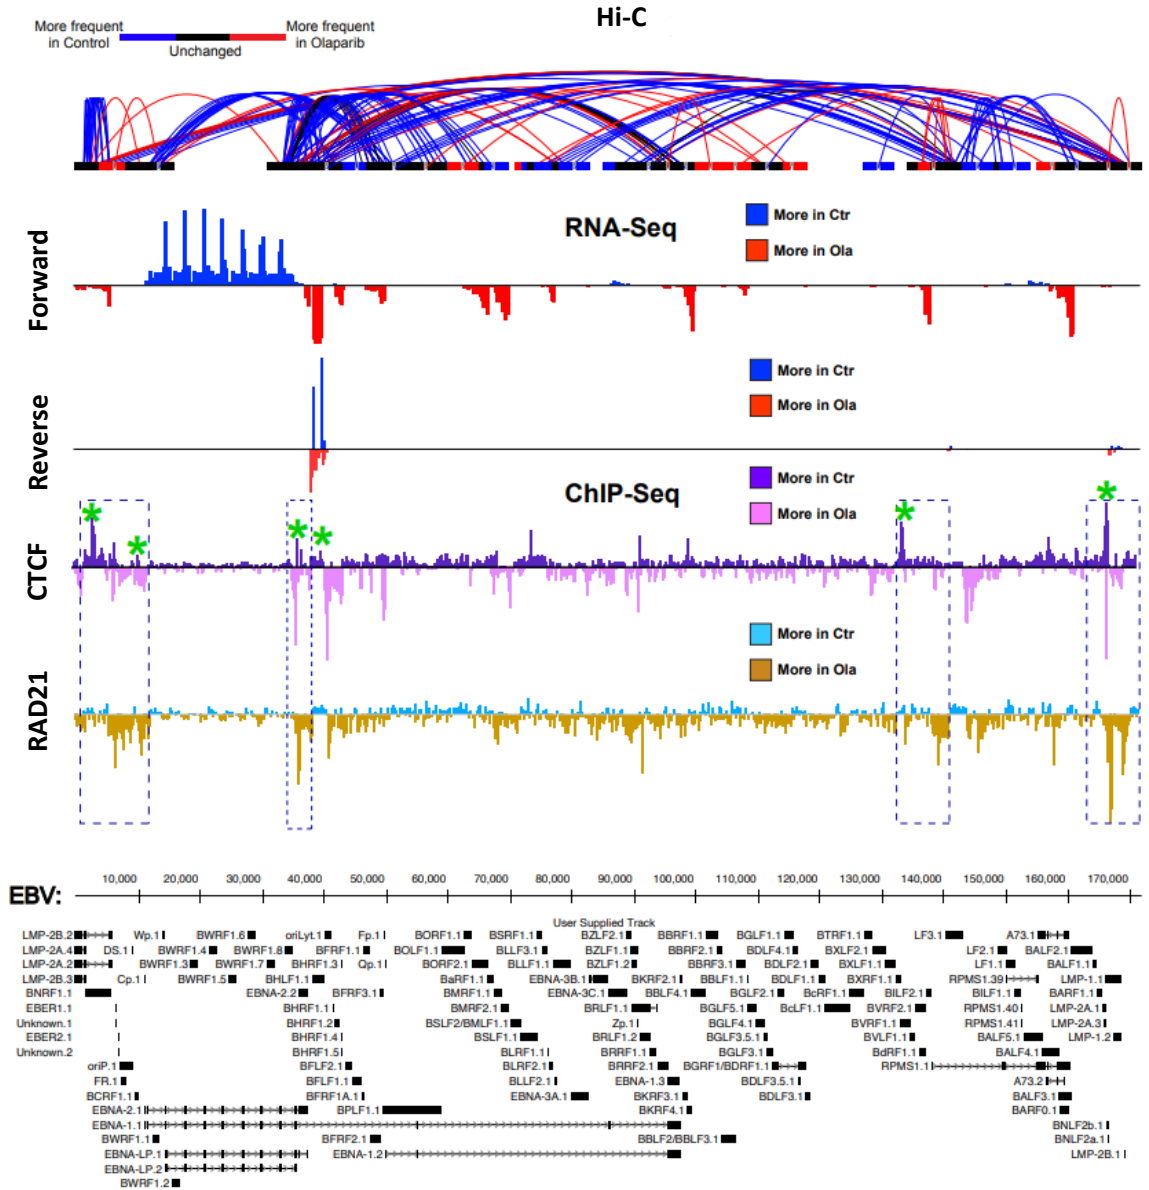 Hi-C
More frequent in Control
Unchanged
More frequent in Olaparib
RNA-Seq
More in Ctr
More in Ola
Forward
More in Ctr
More in Ola
Reverse
ChIP-Seq
More in Ctr
More in Ola
* * * * * *
CTCF
More in Ctr
More in Ola
RAD21
EBV:
10,000 20,000 30,000 40,000 50,000 60,000 70,000 80,000 90,000 100,000 110,000 120,000 130,000 140,000 150,000 160,000 170,000
User Supplied Track
LMP-2B.2 Wp.1 BWRF1.6 oriLyt.1 Fp.1 BORF1.1 BSRF1.1 BZLF2.1 BBRF1.1 BGLF1.1 BTRF1.1 LF3.1 A73.1
LMP-2A.4 DS.1 BWRF1.4 BWRF1.8 BFRF1.1 BOLF1.1 BLLF3.1 BZLF1.1 BBRF2.1 BDLF4.1 BXLF2.1 LF2.1 BALF2.1
LMP-2A.2 BWRF1.3 BWRF1.7 BHRF1.3 Qp.1 BORF2.1 BLLF1.1 BZLF1.2 BBRF3.1 BDLF2.1 BXLF1.1 LF1.1 BALF1.1
LMP-2B.3 Cp.1 BWRF1.5 BHLF1.1 BaRF1.1 EBNA-3B.1 BKRF2.1 BBLF1.1 BDLF1.1 BXRF1.1 RPMS1.39 LMP-1.1
BNRF1.1 EBNA-2.2 BFRF3.1 BMRF1.1 EBNA-3C.1 BBLF4.1 BGLF2.1 BcRF1.1 BILF2.1 BILF1.1 BARF1.1
EBER1.1 BHRF1.1 BMRF2.1 BRLF1.1 BGLF5.1 BcLF1.1 BVRF2.1 RPMS1.40 LMP-2A.1
Unknown.1 BHRF1.2 BSLF2/BMLF1.1 Zp.1 BGLF4.1 BVRF1.1 RPMS1.41 LMP-2A.3
EBER2.1 BHRF1.4 BSLF1.1 BRLF1.2 BGLF3.5.1 BVLF1.1 BALF5.1 LMP-1.2
Unknown.2 BHRF1.5 BLRF1.1 BRRF1.1 BGLF3.1 BdRF1.1 BALF4.1
oriP.1 BFLF2.1 BLRF2.1 BRRF2.1 BGRF1/BDRF1.1 RPMS1.1
FR.1 BFLF1.1 BLLF2.1 EBNA-1.3 BDLF3.5.1 A73.2
BCRF1.1 BFRF1A.1 EBNA-3A.1 BKRF3.1 BDLF3.1 BALF3.1
EBNA-2.1 BPLF1.1 BKRF4.1 BARF0.1
EBNA-1.1 BNLF2b.1
BWRF1.1 BFRF2.1 BBLF2/BBLF3.1 BNLF2a.1
EBNA-LP.1 EBNA-1.2 LMP-2B.1
EBNA-LP.2
BWRF1.2